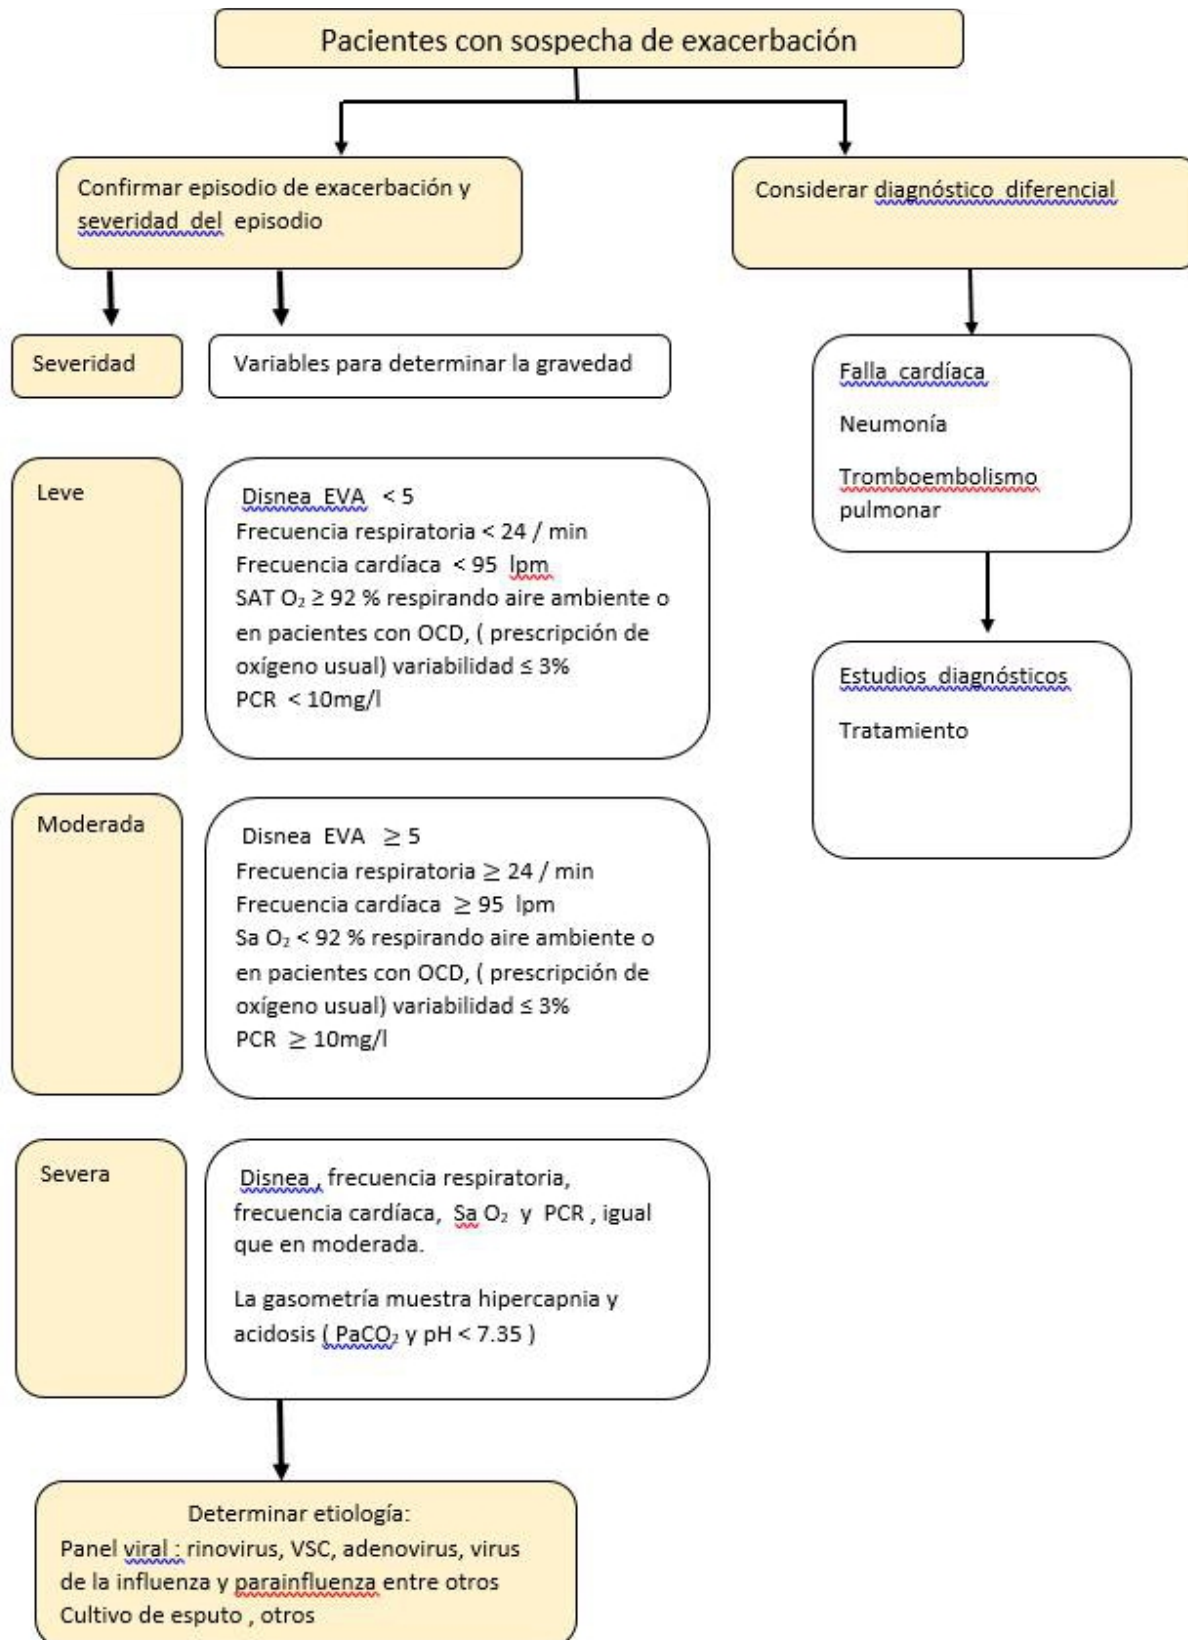 Pacientes con sospecha de exacerbación
Confirmar episodio de exacerbación y
severidad del episodio
Considerar diagnóstico diferencial
Severidad
Variables para determinar la gravedad
Falla cardíaca
Neumonía
Tromboembolismo
pulmonar
Estudios diagnósticos
Tratamiento
Leve
Disnea EVA < 5
Frecuencia respiratoria < 24 / min
Frecuencia cardíaca < 95 lpm
SAT O₂ ≥ 92 % respirando aire ambiente o
en pacientes con OCD, ( prescripción de
oxígeno usual) variabilidad ≤ 3%
PCR < 10mg/l
Moderada
Disnea EVA ≥ 5
Frecuencia respiratoria ≥ 24 / min
Frecuencia cardíaca ≥ 95 lpm
Sa O₂ < 92 % respirando aire ambiente o
en pacientes con OCD, ( prescripción de
oxígeno usual) variabilidad ≤ 3%
PCR ≥ 10mg/l
Severa
Disnea , frecuencia respiratoria,
frecuencia cardíaca, Sa O₂ y PCR , igual
que en moderada.
La gasometría muestra hipercapnia y
acidosis ( PaCO₂ y pH < 7.35 )
Determinar etiología:
Panel viral : rinovirus, VSC, adenovirus, virus
de la influenza y parainfluenza entre otros
Cultivo de esputo , otros